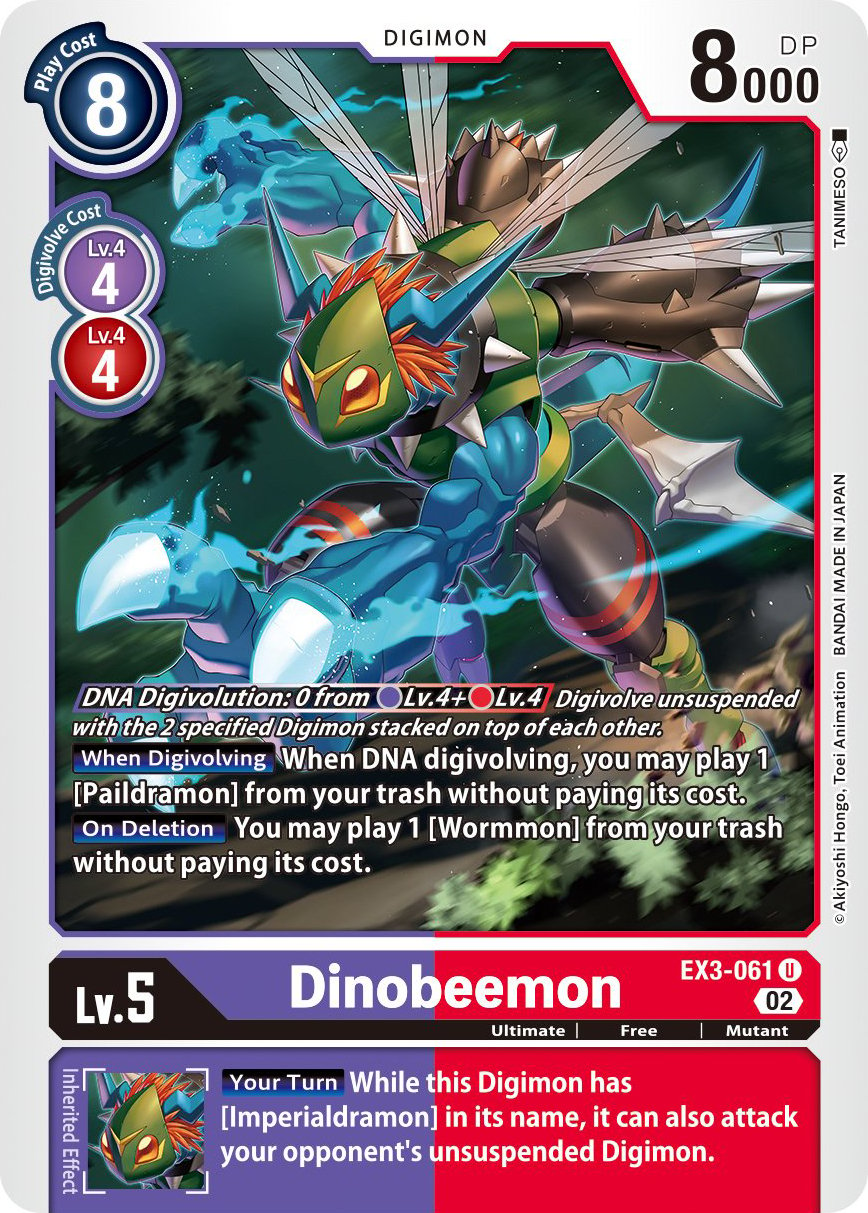 DIGIMON
Play Cost
8
DP
8000
Digivolve Cost
Lv.4
4
Lv.4
4
TANIMESO
BANDAI MADE IN JAPAN
© Akiyoshi Hongo, Toei Animation
DNA Digivolution: 0 from Lv.4+ Lv.4 Digivolve unsuspended
with the 2 specified Digimon stacked on top of each other.
When Digivolving When DNA digivolving, you may play 1
[Paildramon] from your trash without paying its cost.
On Deletion You may play 1 [Wormmon] from your trash
without paying its cost.
Lv.5
Dinobeemon
EX3-061 U
02
Ultimate | Free | Mutant
Inherited Effect
Your Turn While this Digimon has
[Imperialdramon] in its name, it can also attack
your opponent's unsuspended Digimon.